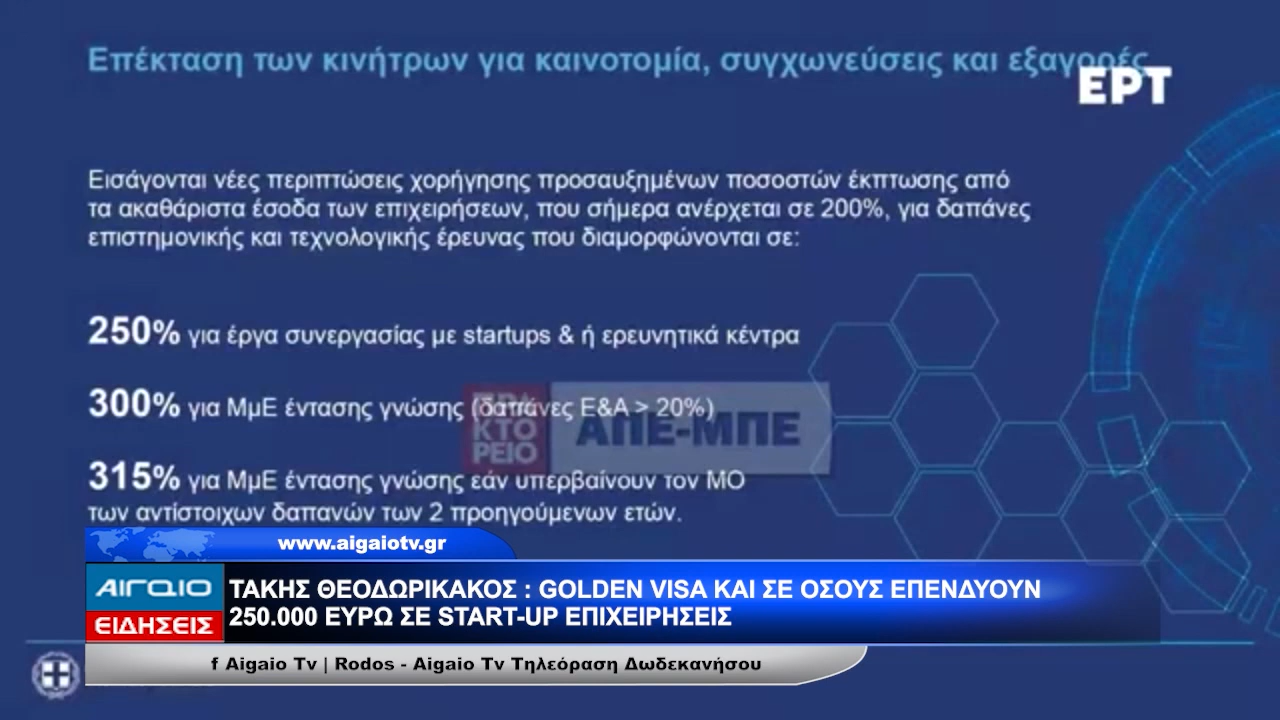 Επέκταση των κινήτρων για καινοτομία, συγχωνεύσεις και εξαγορές
ΕΡΤ
Εισάγονται νέες περιπτώσεις χορήγησης προσαυξημένων ποσοστών έκπτωσης από
τα ακαθάριστα έσοδα των επιχειρήσεων, που σήμερα ανέρχεται σε 200%, για δαπάνες
επιστημονικής και τεχνολογικής έρευνας που διαμορφώνονται σε:
250% για έργα συνεργασίας με startups & ή ερευνητικά κέντρα
300% για ΜμΕ έντασης γνώσης (δαπάνες Ε&Α > 20%)
ΠΡΑ
ΚΤΟ
ΡΕΙΟ
ΑΠΕ-ΜΠΕ
315% για ΜμΕ έντασης γνώσης εάν υπερβαίνουν τον ΜΟ
των αντίστοιχων δαπανών των 2 προηγούμενων ετών.
www.aigaiotv.gr
ΑΙΓΑΙΟ
ΕΙΔΗΣΕΙΣ
ΤΑΚΗΣ ΘΕΟΔΩΡΙΚΑΚΟΣ : GOLDEN VISA ΚΑΙ ΣΕ ΟΣΟΥΣ ΕΠΕΝΔΥΟΥΝ
250.000 ΕΥΡΩ ΣΕ START-UP ΕΠΙΧΕΙΡΗΣΕΙΣ
f Aigaio Tv | Rodos - Aigaio Tv Τηλεόραση Δωδεκανήσου